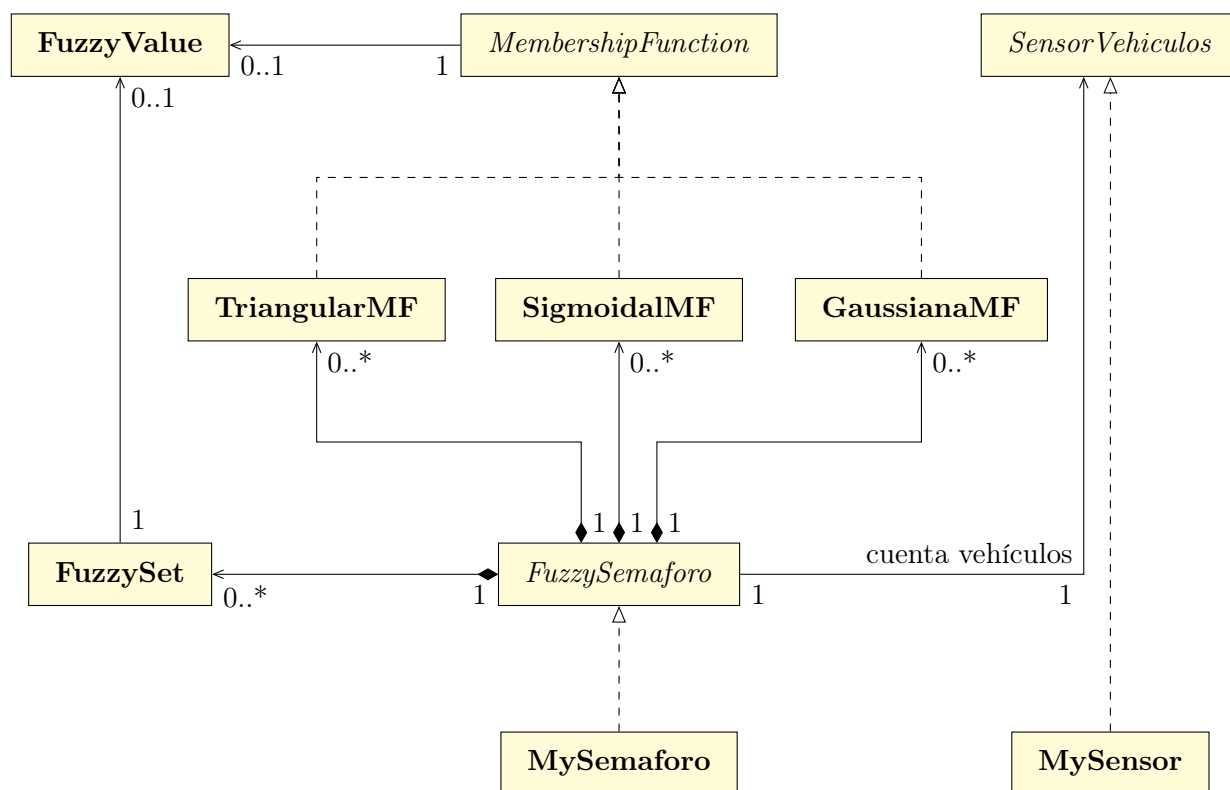 FuzzyValue
MembershipFunction
SensorVehiculos
0..1
1
0..1
TriangularMF
SigmoidalMF
GaussianaMF
0..*
0..*
0..*
1
1
1
1
cuenta vehículos
FuzzySet
FuzzySemaforo
0..*
1
1
1
MySemaforo
MySensor